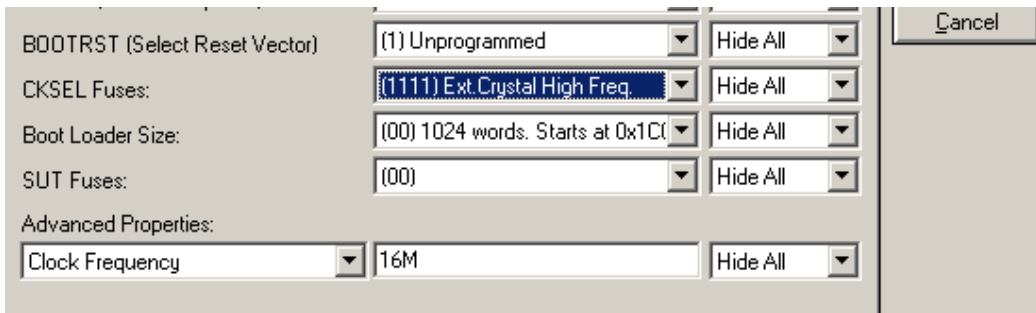 Cancel
BOOTRST (Select Reset Vector) (1) Unprogrammed Hide All
CKSEL Fuses: (1111) Ext.Crystal High Freq. Hide All
Boot Loader Size: (00) 1024 words. Starts at 0x1C( Hide All
SUT Fuses: (00) Hide All
Advanced Properties:
Clock Frequency 16M Hide All